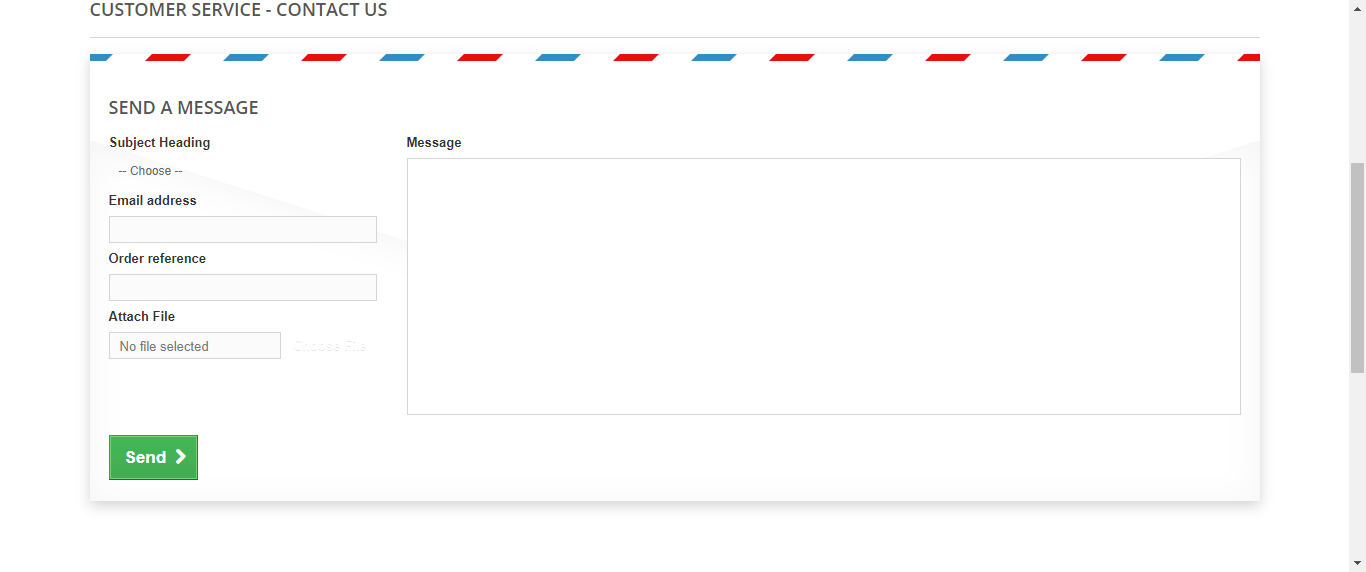 CUSTOMER SERVICE - CONTACT US
SEND A MESSAGE
Subject Heading
-- Choose --
Email address
Order reference
Attach File
No file selected
Choose File
Send
Message